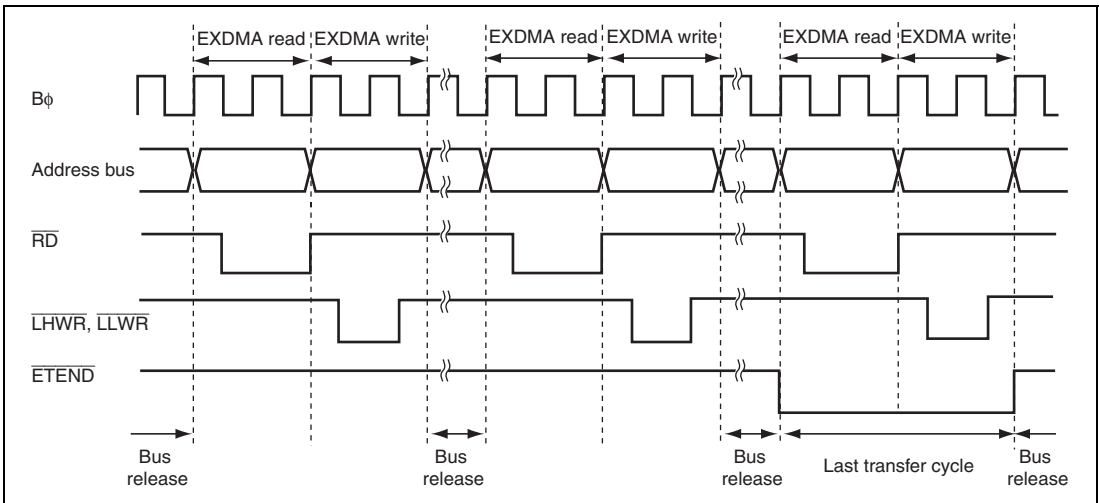 EXDMA read EXDMA write EXDMA read EXDMA write EXDMA read EXDMA write
Bϕ
Address bus
RD
LHWR, LLWR
ETEND
Bus release
Bus release
Bus release
Last transfer cycle
Bus release